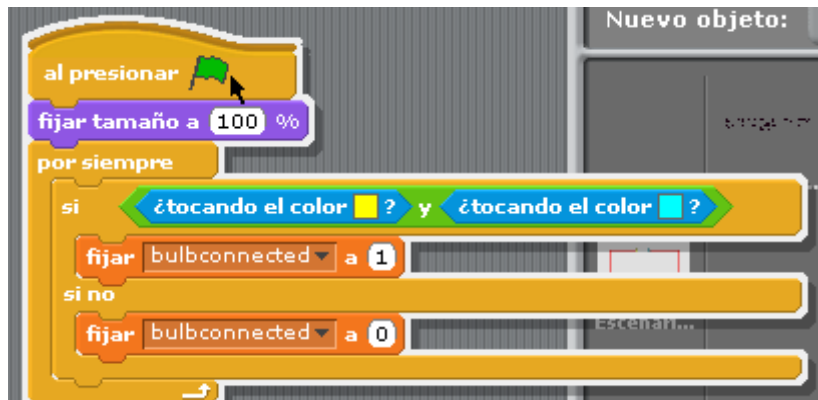 Nuevo objeto:
al presionar
fijar tamaño a 100 %
por siempre
si ¿tocando el color ? y ¿tocando el color ?
fijar bulbconnected a 1
si no
Escenari...
fijar bulbconnected a 0